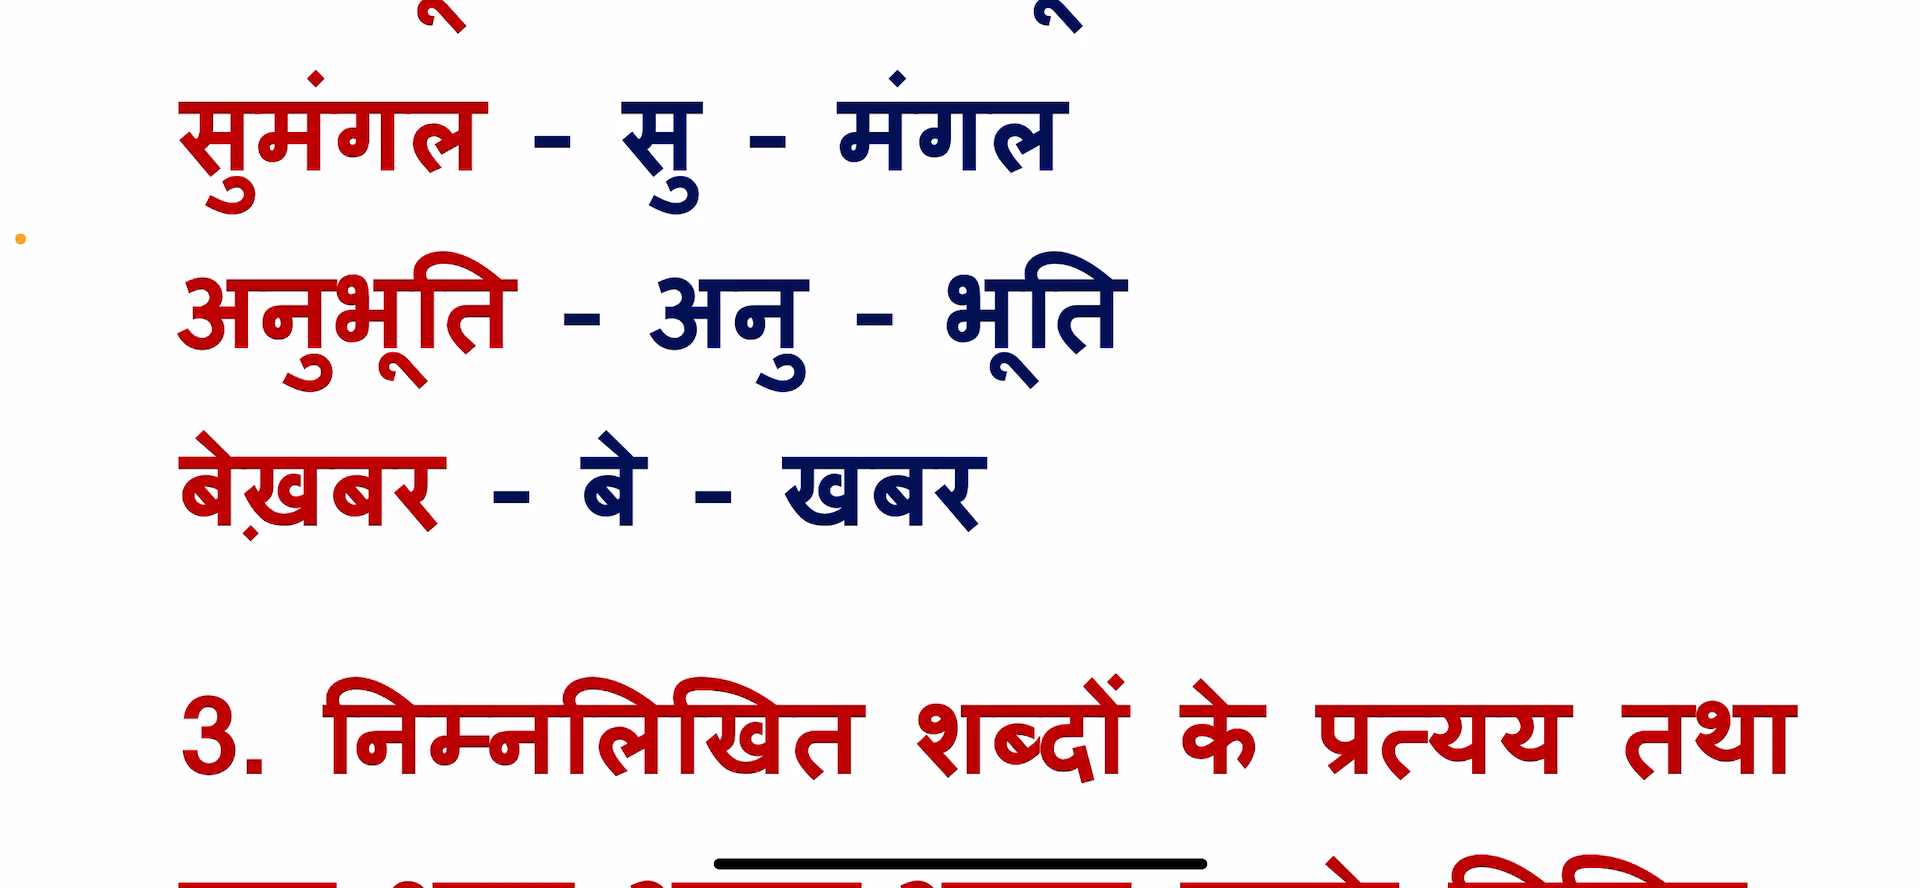 सुमंगल - सु - मंगल
अनुभूति - अनु - भूति
बेख़बर - बे - खबर
3. निम्नलिखित शब्दों के प्रत्यय तथा